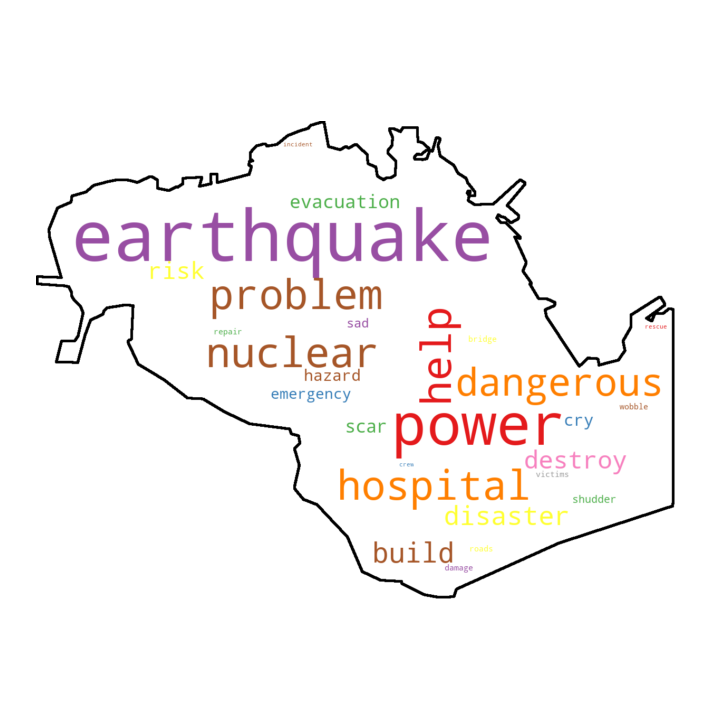 incident
evacuation
earthquake
risk
problem
sad
rescue
repair
help
bridge
nuclear
hazard
dangerous
emergency
wobble
power
cry
scar
destroy
crew
victims
hospital
shudder
disaster
build
roads
damage